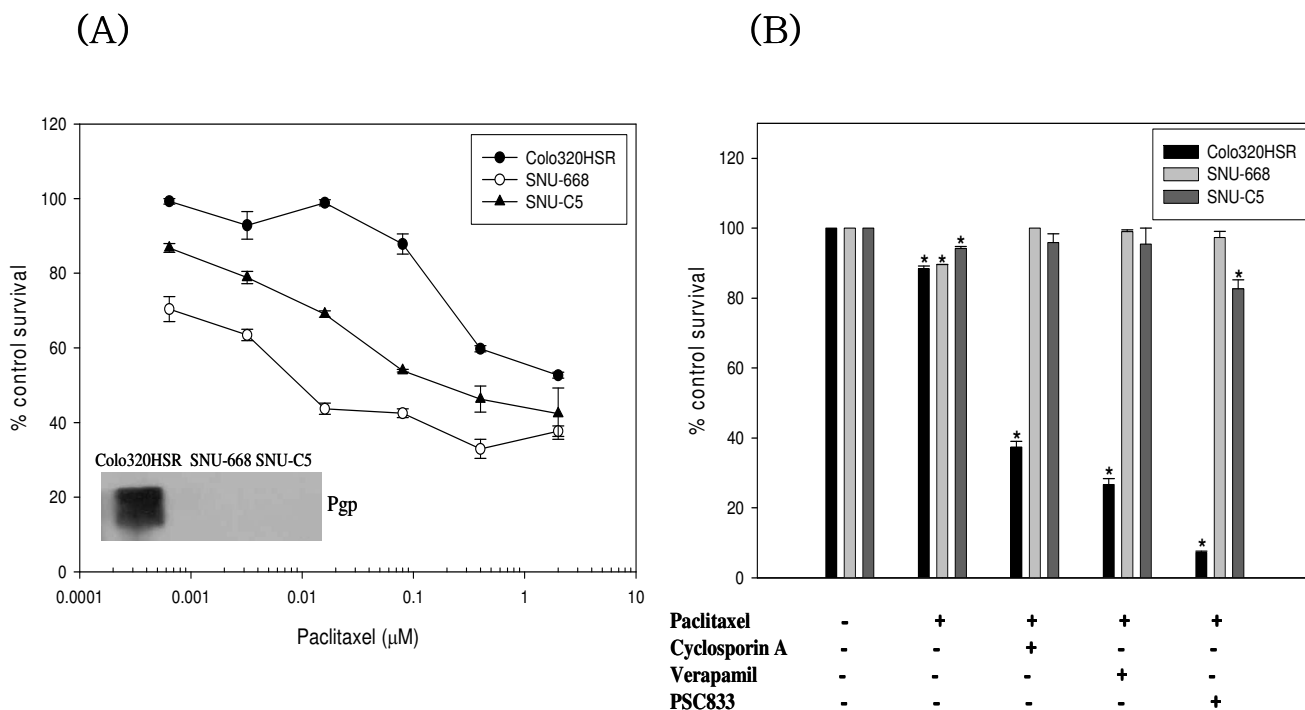 (A)
(B)
120
100
80
60
40
20
0
% control survival
Colo320HSR
SNU-668
SNU-C5
Colo320HSR SNU-668 SNU-C5
Pgp
0.0001 0.001 0.01 0.1 1 10
Paclitaxel (μM)
120
100
80
60
40
20
0
% control survival
Colo320HSR
SNU-668
SNU-C5
* * *
*
*
* *
Paclitaxel - + + + +
Cyclosporin A - - + - -
Verapamil - - - + -
PSC833 - - - - +